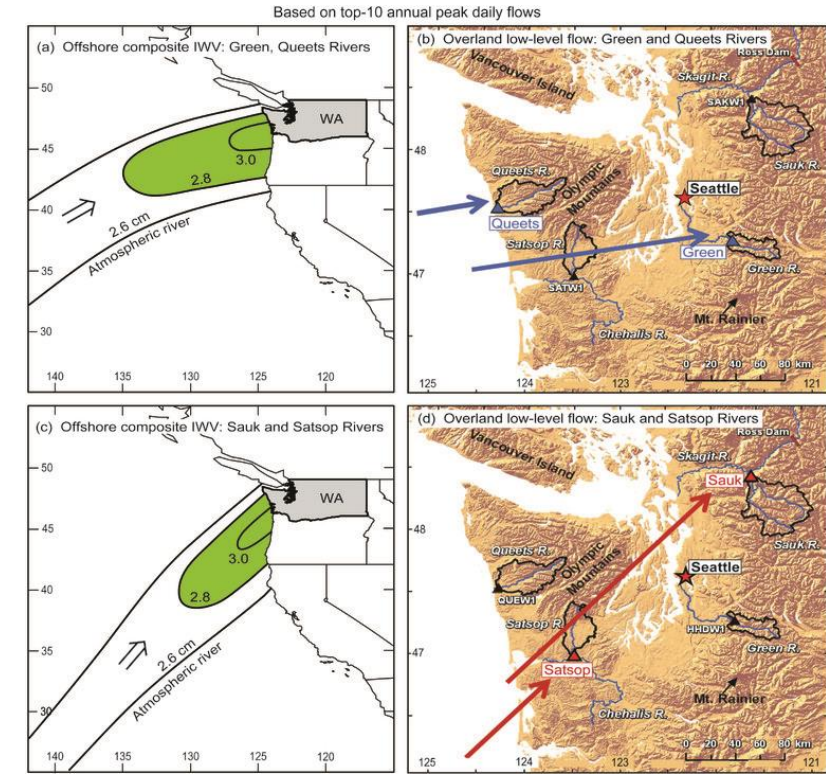 Based on top-10 annual peak daily flows
(a) Offshore composite IWV: Green, Queets Rivers
50
45
40
35
30
140
135
130
125
120
WA
3.0
2.8
2.6 cm
Atmospheric river
(b) Overland low-level flow: Green and Queets Rivers
Ross Dam
Vancouver Island
Skagit R.
SAKW1
48
Sauk R.
Queets R.
Olympic
Mountains
Seattle
Queets
Satsop R.
Green
47
SATW1
Green R.
Chehalis R.
Mt. Rainier
0 20 40 60 80 km
125
124
123
121
(c) Offshore composite IWV: Sauk and Satsop Rivers
50
45
40
35
30
140
135
130
125
120
WA
3.0
2.8
2.6 cm
Atmospheric river
(d) Overland low-level flow: Sauk and Satsop Rivers
Ross Dam
Vancouver Island
Skagit R.
Sauk
48
Sauk R.
Queets R.
Olympic
Mountains
Seattle
QUEW1
Satsop R.
HHDW1
47
Green R.
Satsop
Mt. Rainier
Chehalis R.
0 20 40 60 80 km
125
124
123
121